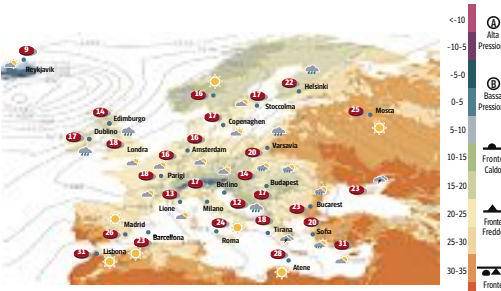 9
Reykjavik
14
Edimburgo
17
Dublino
18
Londra
16
17
Stoccolma
22
Helsinki
25
Mosca
17
Copenaghen
16
Amsterdam
20
Varsavia
16
18
Parigi
17
Berlino
14
Budapest
13
Lione
Milano
12
17
23
Bucarest
23
Madrid
26
23
Barcellona
31
Lisbona
24
Roma
18
Tirana
20
Sofia
31
28
Atene
<-10
-10-5
-5-0
0-5
5-10
10-15
15-20
20-25
25-30
30-35
A
Alta
Pression
B
Bassa
Pression
Fronte
Caldo
Fronte
Freddo
Fronte